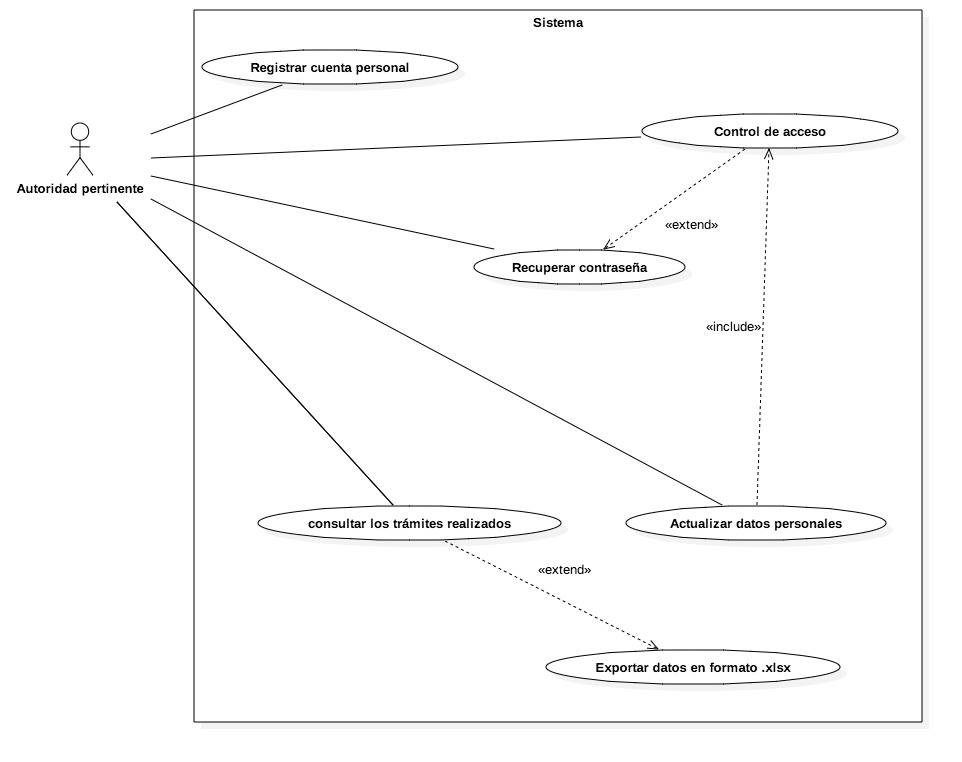 Sistema
Registrar cuenta personal
Control de acceso
Autoridad pertinente
«extend»
Recuperar contraseña
«include»
consultar los trámites realizados
Actualizar datos personales
«extend»
Exportar datos en formato .xlsx